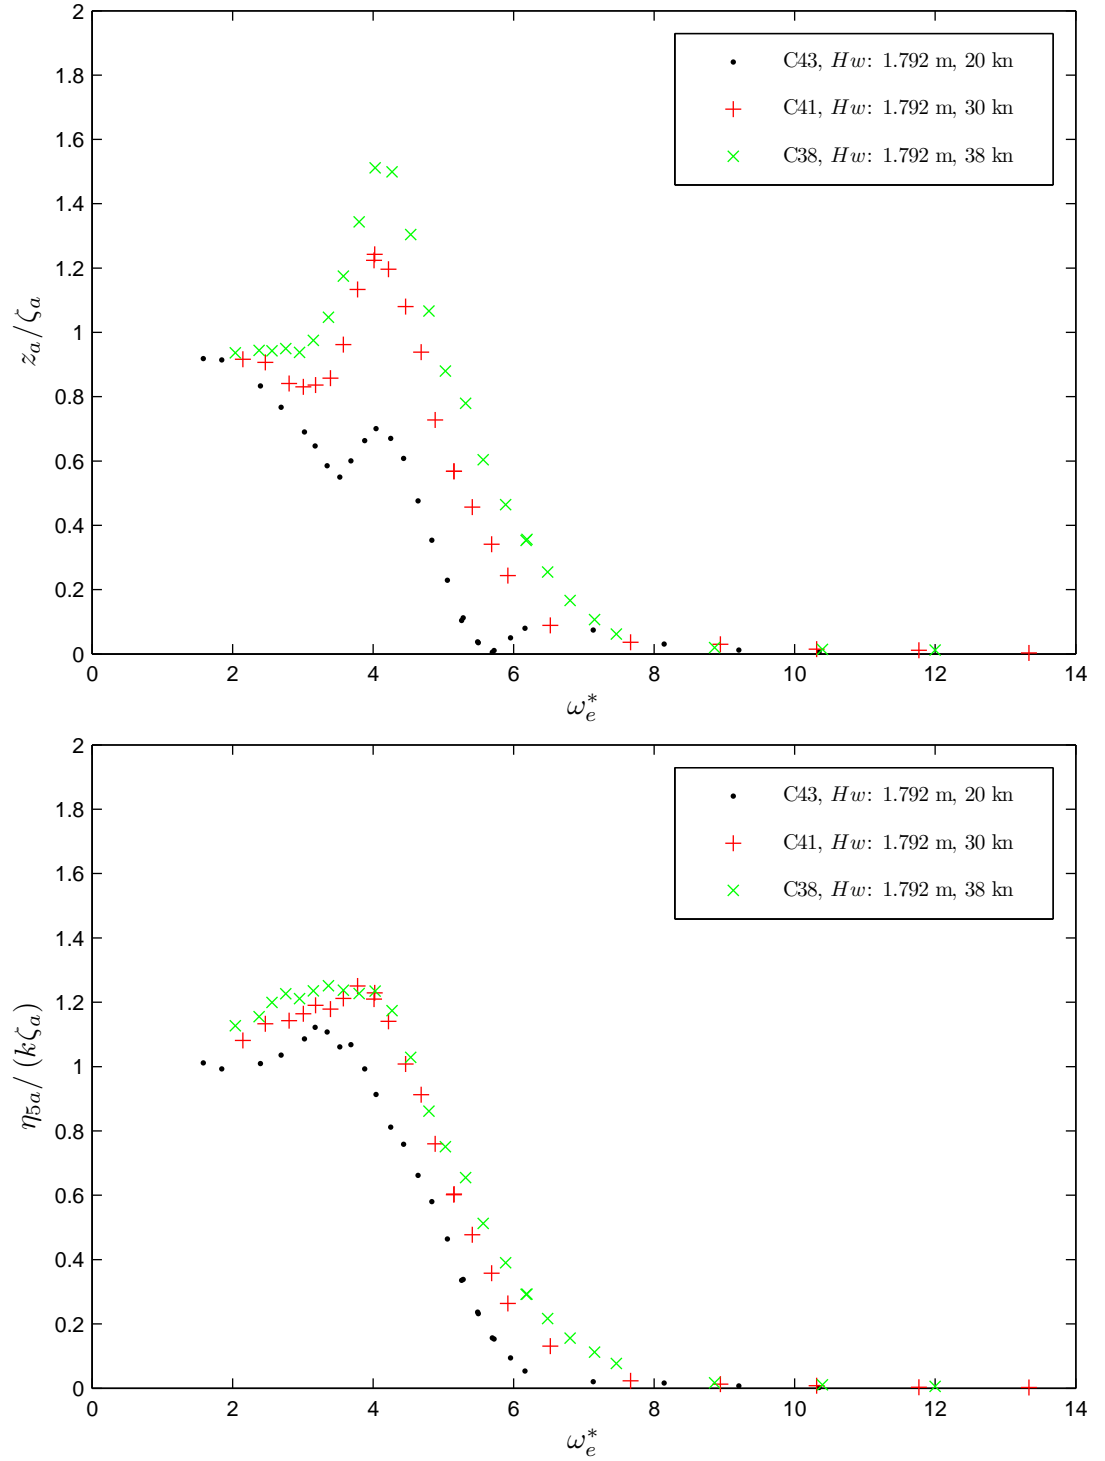 2
1.8
1.6
1.4
1.2
1
0.8
0.6
0.4
0.2
0
z_a/ζ_a
C43, Hw: 1.792 m, 20 kn
C41, Hw: 1.792 m, 30 kn
C38, Hw: 1.792 m, 38 kn
0 2 4 6 8 10 12 14
ω_e^*
2
1.8
1.6
1.4
1.2
1
0.8
0.6
0.4
0.2
0
η_{5a}/ (kζ_a)
C43, Hw: 1.792 m, 20 kn
C41, Hw: 1.792 m, 30 kn
C38, Hw: 1.792 m, 38 kn
0 2 4 6 8 10 12 14
ω_e^*